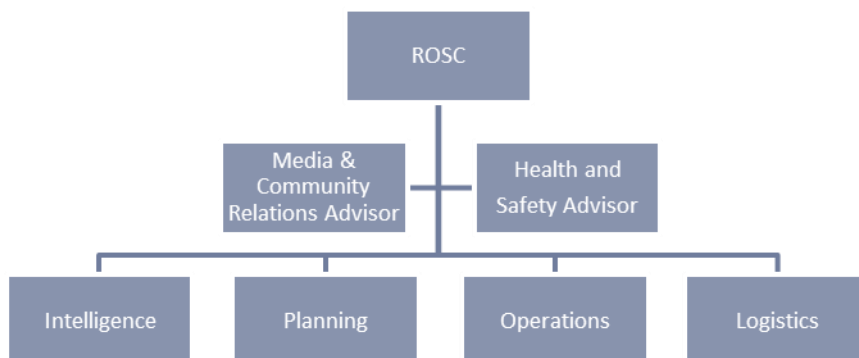 ROSC
Media &
Community
Relations Advisor
Health and
Safety Advisor
Intelligence
Planning
Operations
Logistics